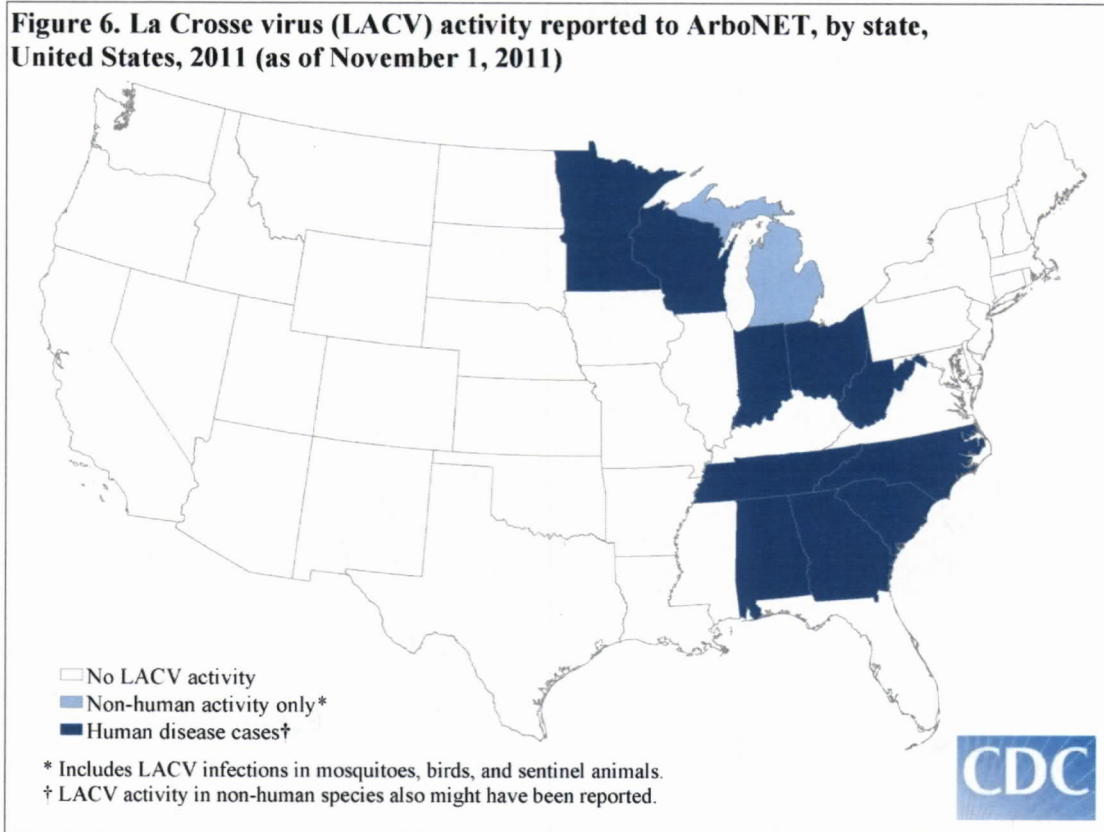 Figure 6. La Crosse virus (LACV) activity reported to ArboNET, by state,
United States, 2011 (as of November 1, 2011)
No LACV activity
Non-human activity only*
Human disease cases†
* Includes LACV infections in mosquitoes, birds, and sentinel animals.
† LACV activity in non-human species also might have been reported.
CDC